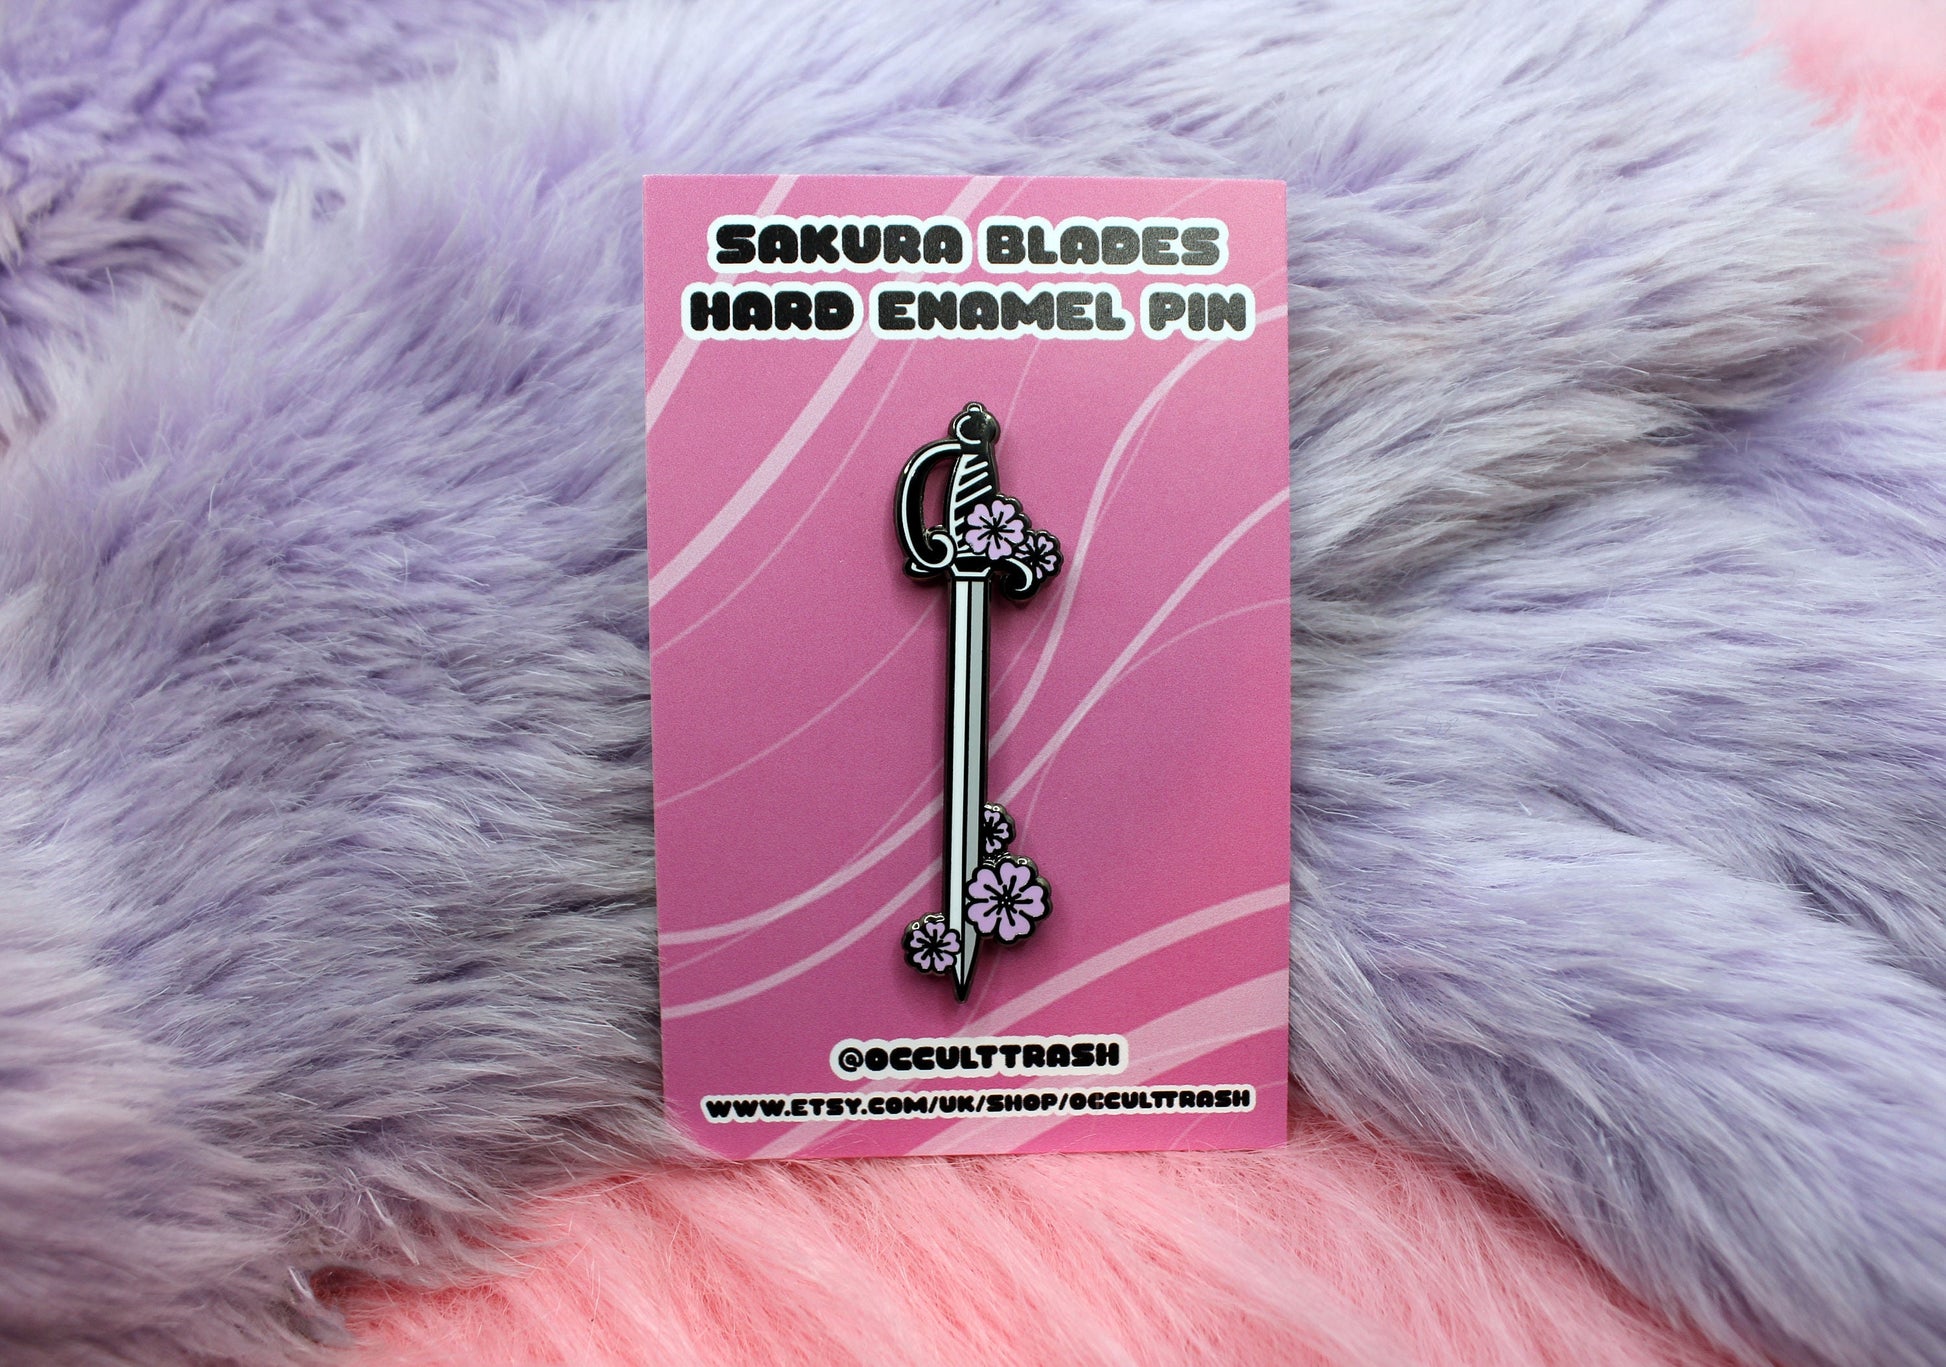 SAKURA BLADES
HARD ENAMEL PIN
@OCCULTTRASH
WWW.ETSY.COM/UK/SHOP/OCCULTTRASH